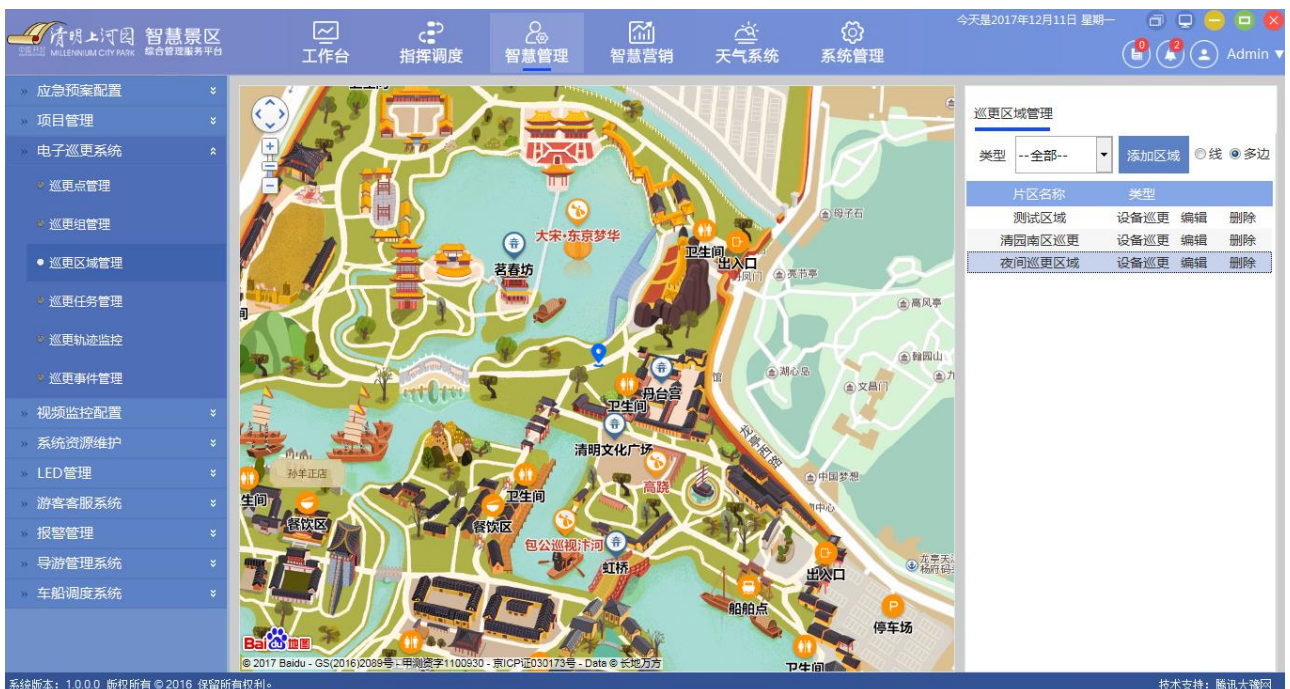 清明上河园 智慧景区
MILLENNIUM CITY PARK 综合管理服务平台
工作台
指挥调度
智慧管理
智慧营销
天气系统
系统管理
今天是2017年12月11日 星期一
0
2
Admin
应急预案配置
项目管理
电子巡更系统
巡更点管理
巡更组管理
巡更区域管理
巡更任务管理
巡更轨迹监控
巡更事件管理
视频监控配置
系统资源维护
LED管理
游客客服系统
报警管理
导游管理系统
车船调度系统
大宋·东京梦华
茗春坊
卫生间
出入口
丹凤门
母子石
亮节亭
高风亭
翰园山
湖心岛
文昌门
馆
丹台宫
卫生间
清明文化广场
龙亭西路
高跷
中国梦想
孙羊正店
生间
餐饮区
卫生间
餐饮区
包公巡视汴河
虹桥
出入口
船舶点
P
停车场
卫生间
Bai 地图
© 2017 Baidu - GS(2016)2089号 - 甲测资字1100930 - 京ICP证030173号 - Data © 长地万方
巡更区域管理
类型 --全部-- 添加区域 线 多边
片区名称 类型
测试区域 设备巡更 编辑 删除
清园南区巡更 设备巡更 编辑 删除
夜间巡更区域 设备巡更 编辑 删除
系统版本：1.0.0.0 版权所有©2016 保留所有权利。
技术支持：腾讯大豫网